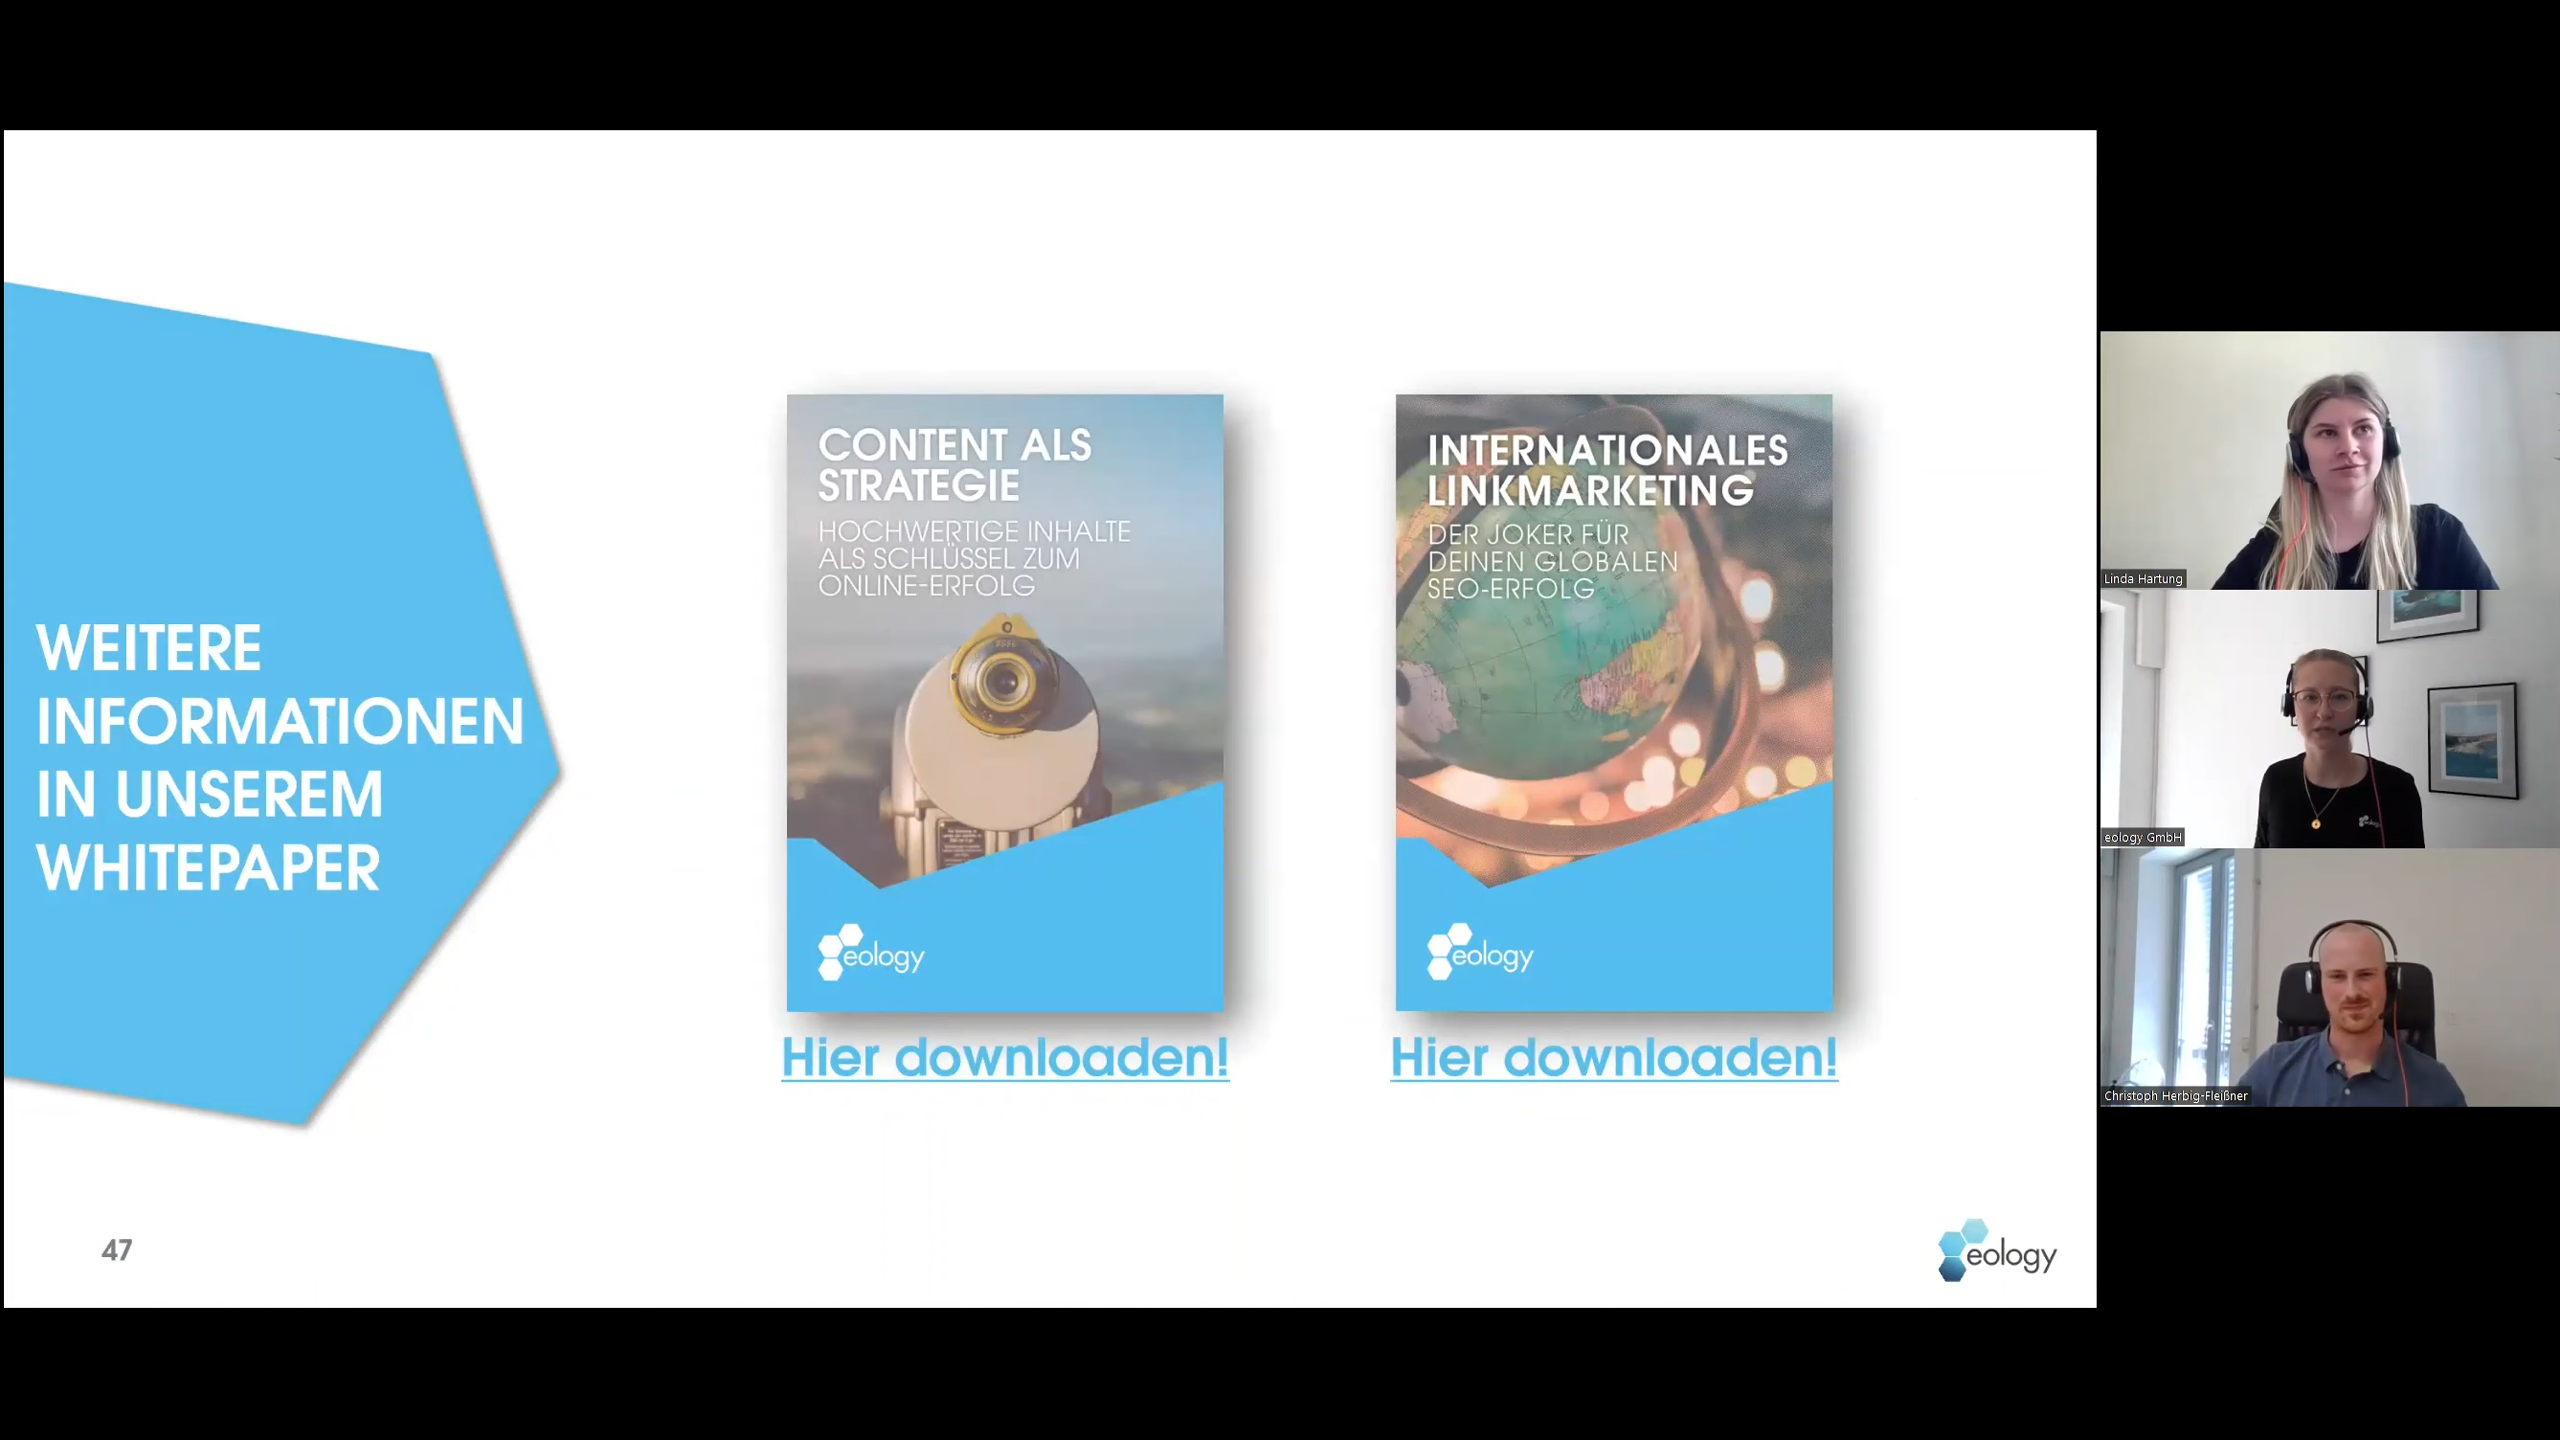 WEITERE
INFORMATIONEN
IN UNSEREM
WHITEPAPER
CONTENT ALS
STRATEGIE
HOCHWERTIGE INHALTE
ALS SCHLÜSSEL ZUM
ONLINE-ERFOLG
eology
Hier downloaden!
INTERNATIONALES
LINKMARKETING
DER JOKER FÜR
DEINEN GLOBALEN
SEO-ERFOLG
eology
Hier downloaden!
47
eology
Linda Hartung
eology GmbH
Christoph Herbig-Fleißner